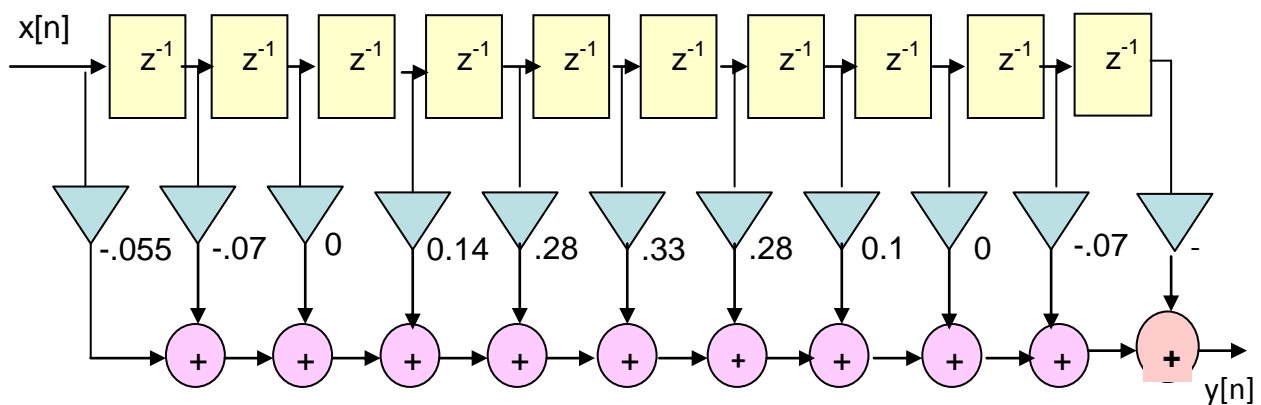 x[n]
z-1 z-1 z-1 z-1 z-1 z-1 z-1 z-1 z-1 z-1
-.055 -.07 0 0.14 .28 .33 .28 0.1 0 -.07 -
+ + + + + + + + + +
y[n]